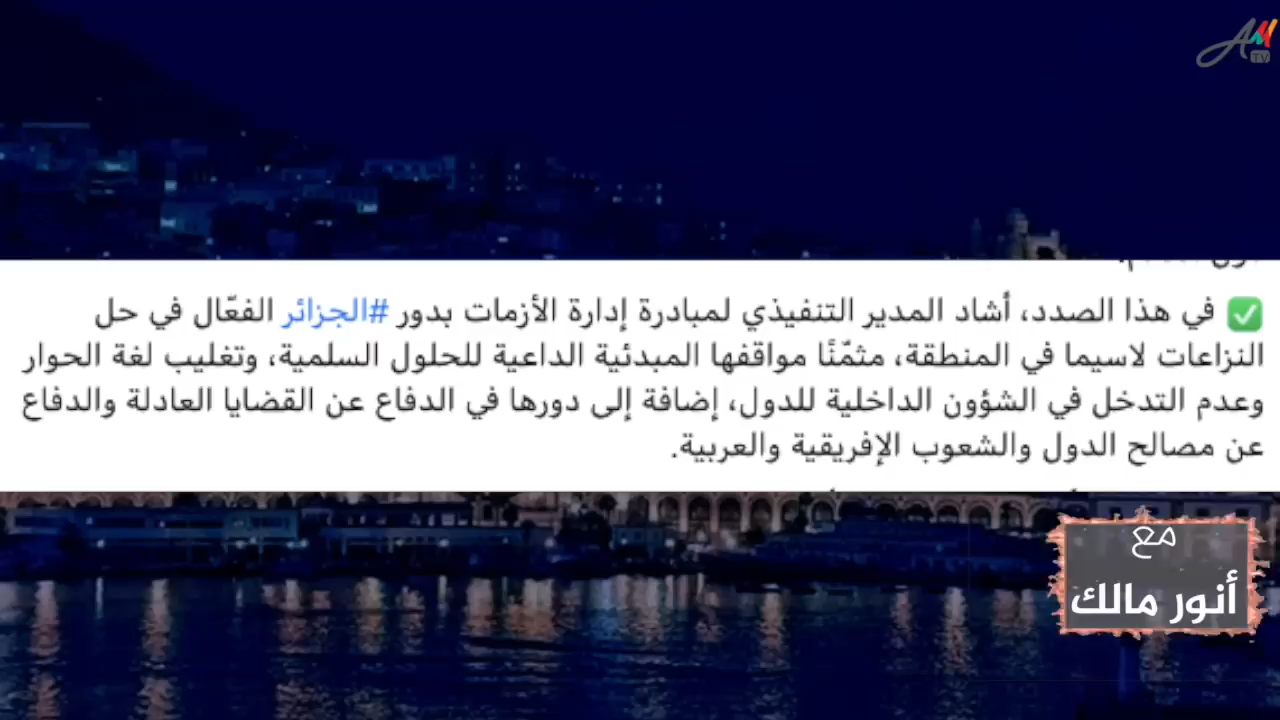 AM
TV
✅ في هذا الصدد، أشاد المدير التنفيذي لمبادرة إدارة الأزمات بدور #الجزائر الفعّال في حل
النزاعات لاسيما في المنطقة، مثمّنًا مواقفها المبدئية الداعية للحلول السلمية، وتغليب لغة الحوار
وعدم التدخل في الشؤون الداخلية للدول، إضافة إلى دورها في الدفاع عن القضايا العادلة والدفاع
عن مصالح الدول والشعوب الإفريقية والعربية.
مع
أنور مالك